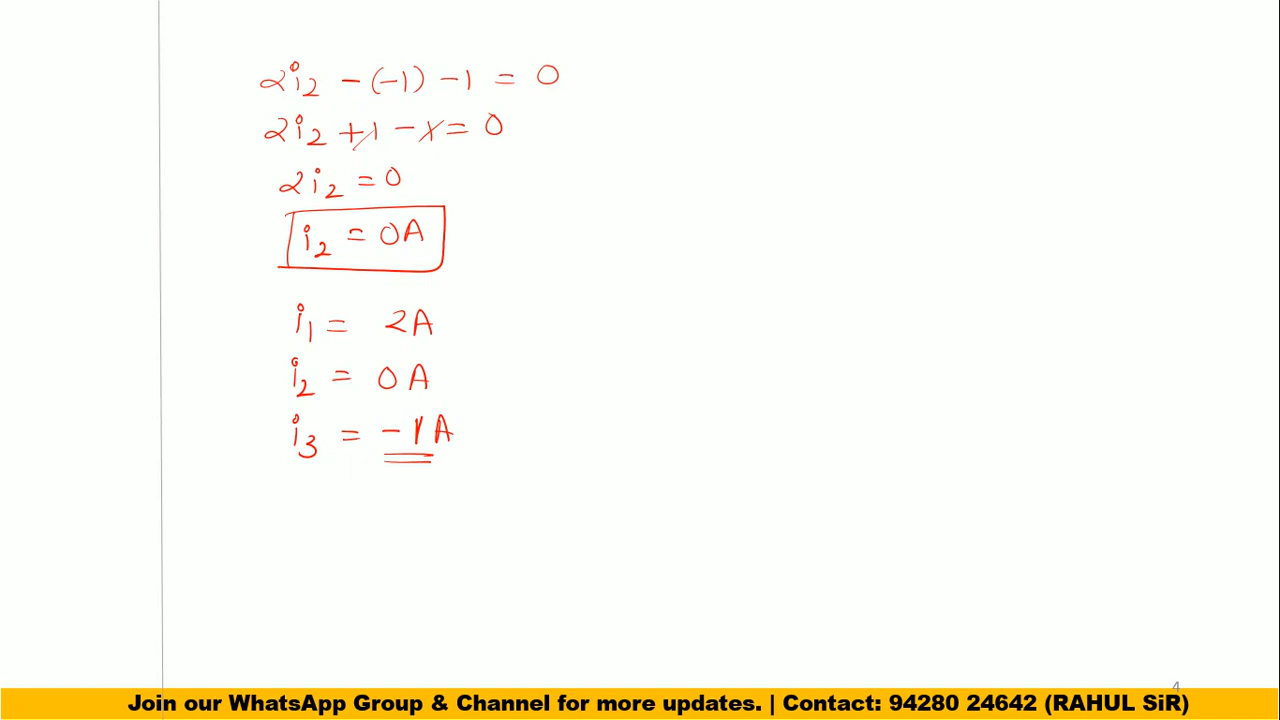 2i₂ - (-1) - 1 = 0
2i₂ + 1 - 1 = 0
2i₂ = 0
i₂ = 0A
i₁ = 2A
i₂ = 0A
i₃ = -1A
4
Join our WhatsApp Group & Channel for more updates. | Contact: 94280 24642 (RAHUL SiR)